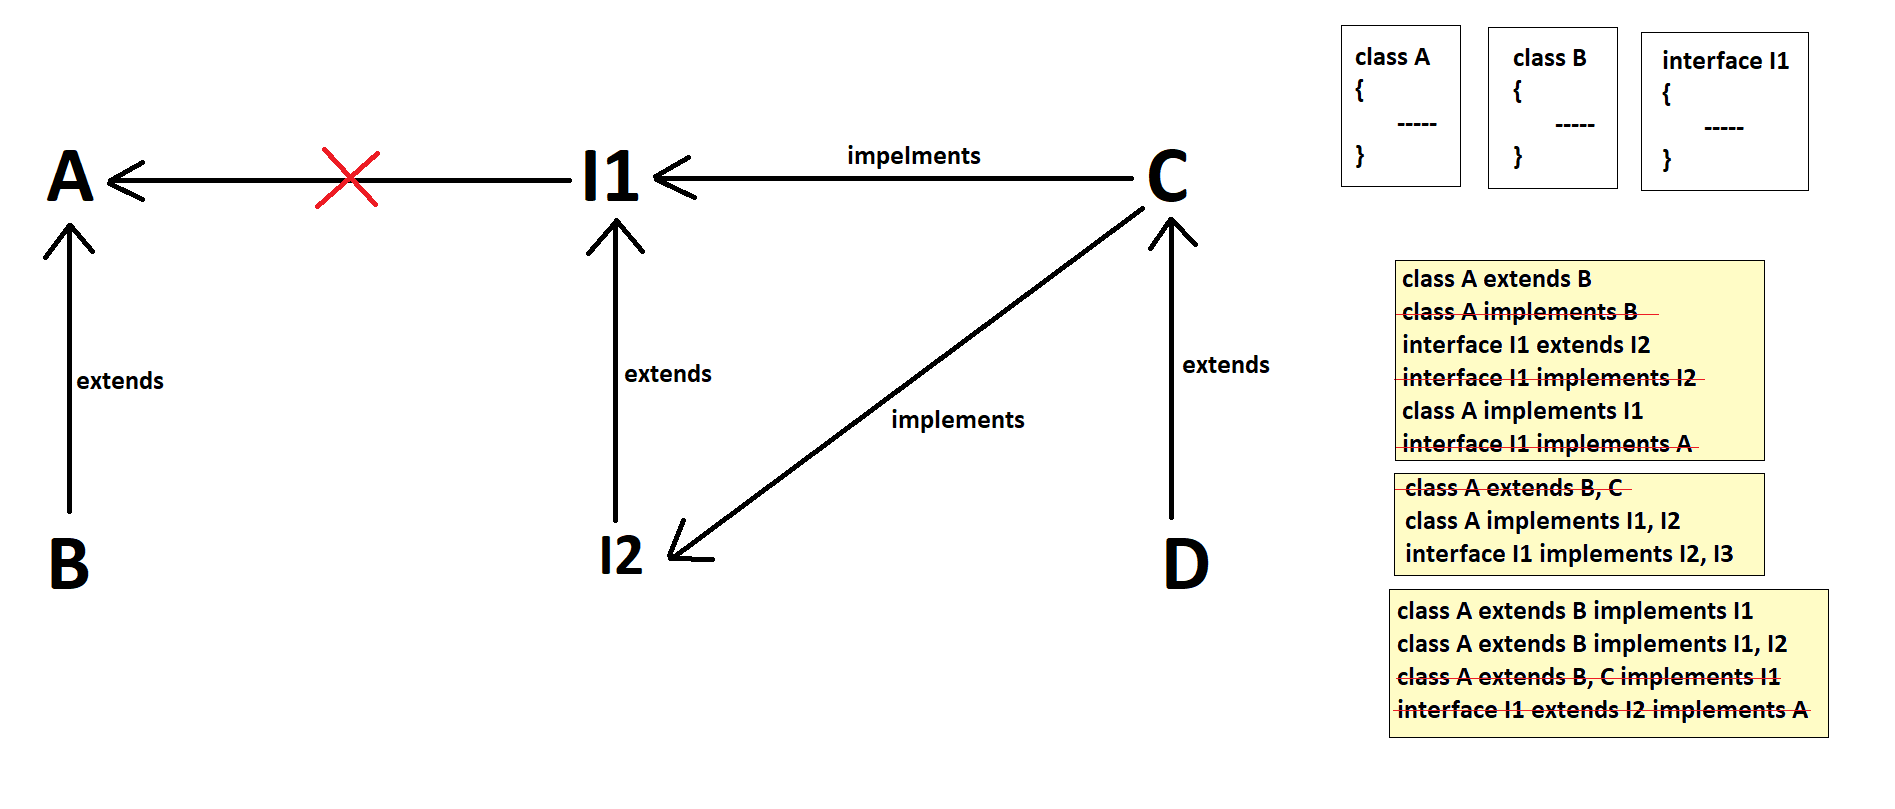 A
I1
impelments
C
extends
extends
implements
extends
B
I2
D
class A
{
-----
}
class B
{
-----
}
interface I1
{
-----
}
class A extends B
class A implements B
interface I1 extends I2
interface I1 implements I2
class A implements I1
interface I1 implements A
class A extends B, C
class A implements I1, I2
interface I1 implements I2, I3
class A extends B implements I1
class A extends B implements I1, I2
class A extends B, C implements I1
interface I1 extends I2 implements A